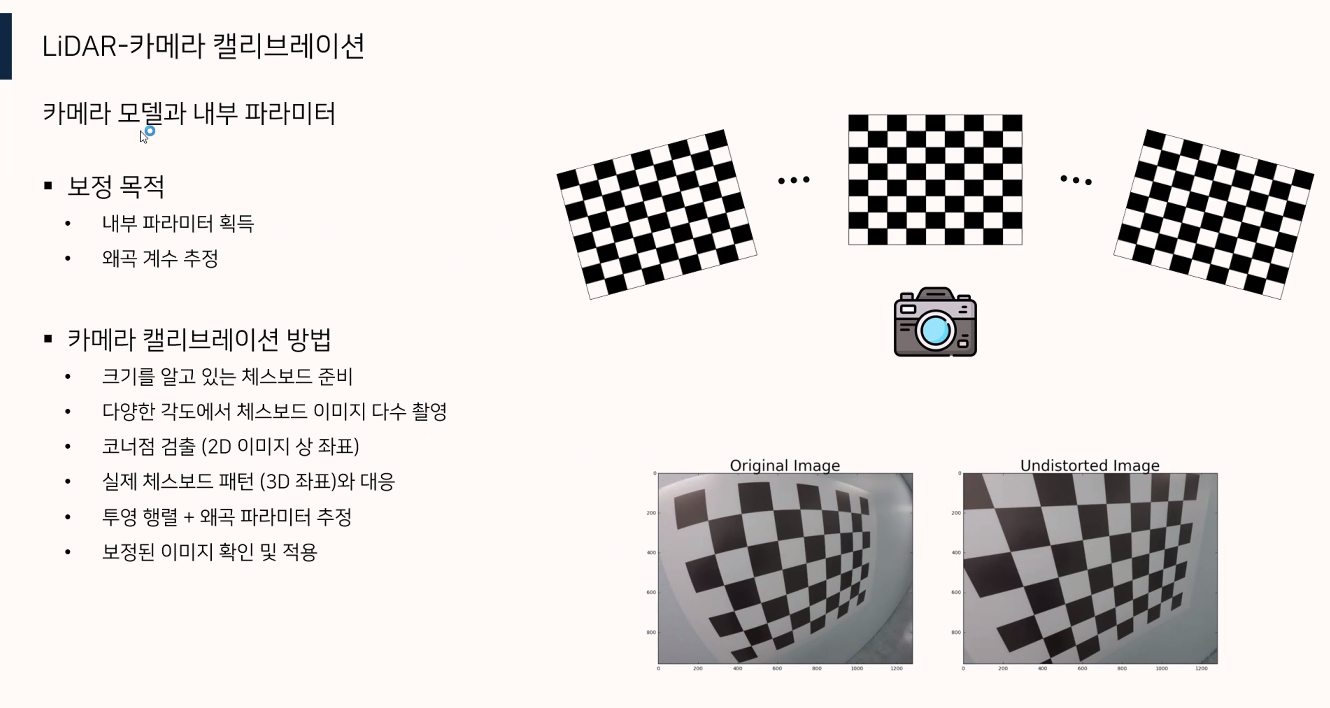 LiDAR-카메라 캘리브레이션
카메라 모델과 내부 파라미터
▪ 보정 목적
• 내부 파라미터 획득
• 왜곡 계수 추정
▪ 카메라 캘리브레이션 방법
• 크기를 알고 있는 체스보드 준비
• 다양한 각도에서 체스보드 이미지 다수 촬영
• 코너점 검출 (2D 이미지 상 좌표)
• 실제 체스보드 패턴 (3D 좌표)와 대응
• 투영 행렬 + 왜곡 파라미터 추정
• 보정된 이미지 확인 및 적용
Original Image
0
200
400
600
800
0 200 400 600 800 1000 1200
Undistorted Image
0
200
400
600
800
0 200 400 600 800 1000 1200